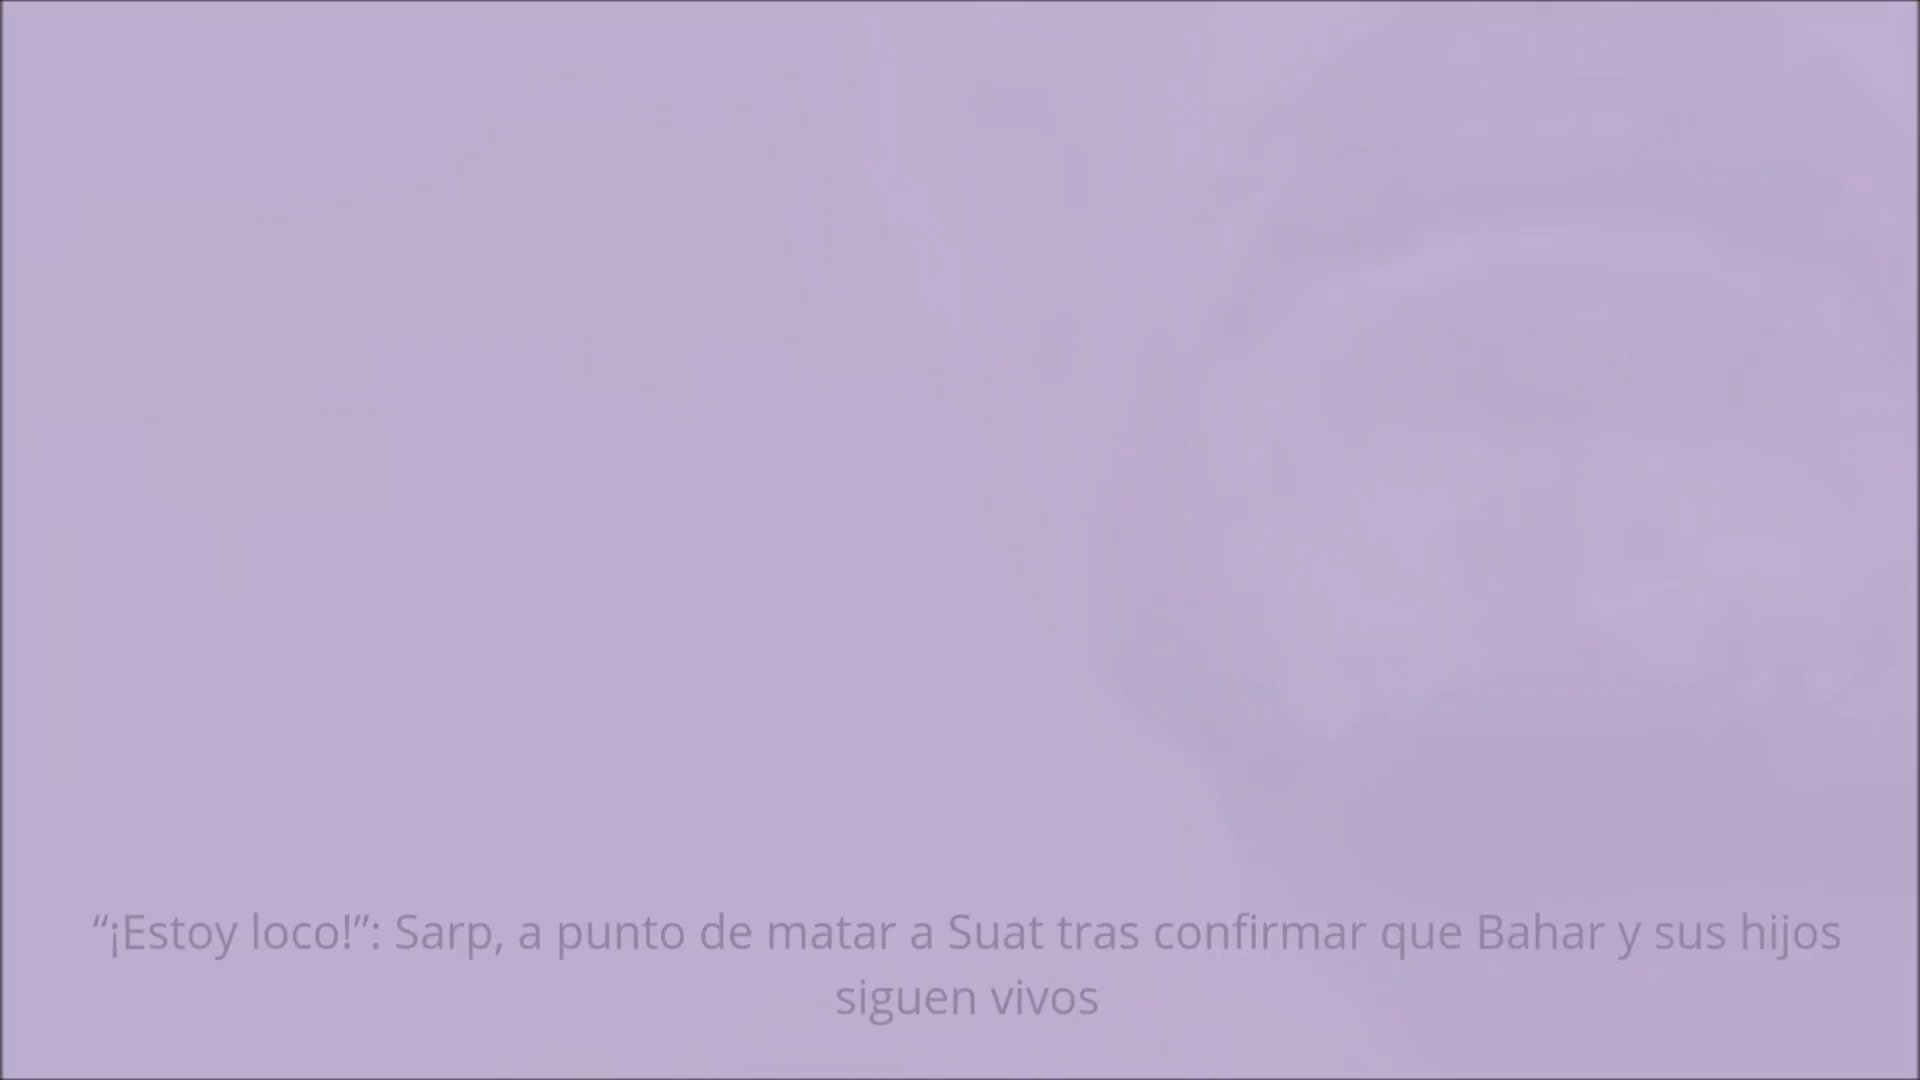 “¡Estoy loco!”: Sarp, a punto de matar a Suat tras confirmar que Bahar y sus hijos
siguen vivos